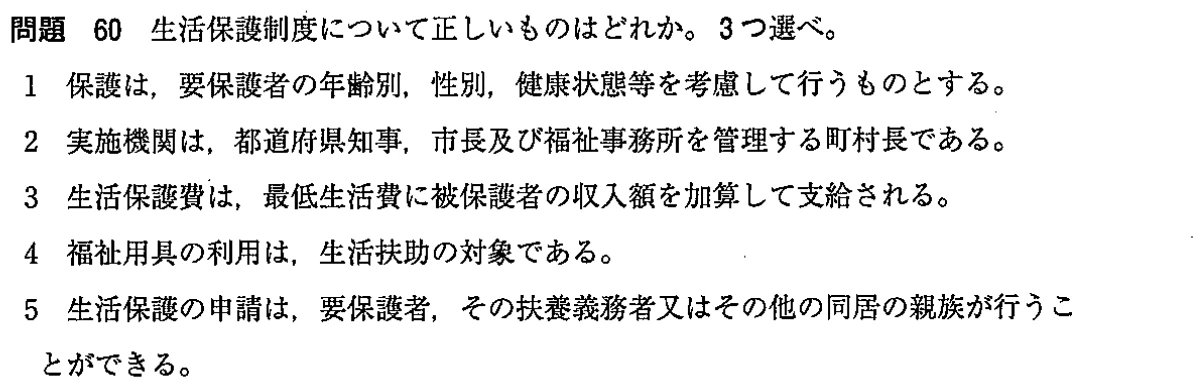 問題 60 生活保護制度について正しいものはどれか。3つ選べ。
1 保護は，要保護者の年齢別，性別，健康状態等を考慮して行うものとする。
2 実施機関は，都道府県知事，市長及び福祉事務所を管理する町村長である。
3 生活保護費は，最低生活費に被保護者の収入額を加算して支給される。
4 福祉用具の利用は，生活扶助の対象である。
5 生活保護の申請は，要保護者，その扶養義務者又はその他の同居の親族が行うこ
とができる。